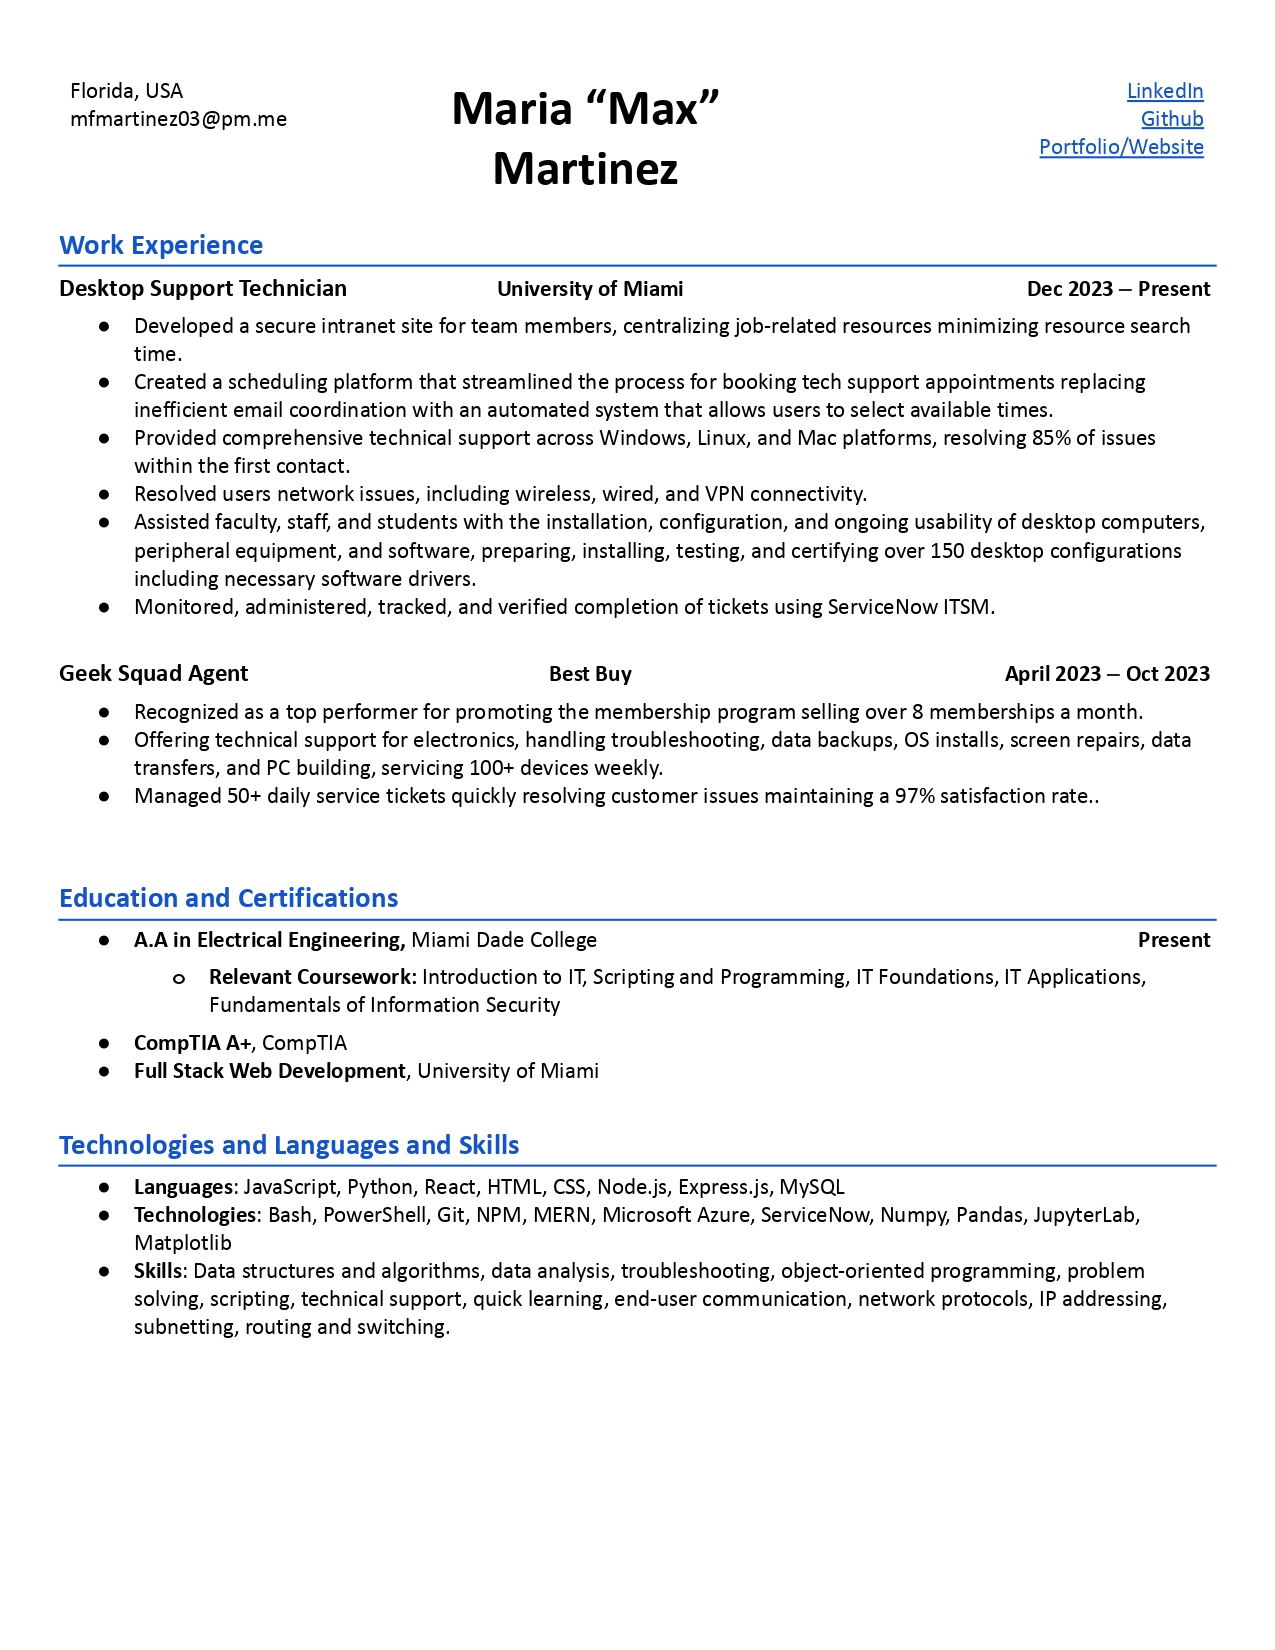 Florida, USA
mfmartinez03@pm.me
Maria “Max”
Martinez
LinkedIn
Github
Portfolio/Website
Work Experience
Desktop Support Technician University of Miami Dec 2023 – Present
● Developed a secure intranet site for team members, centralizing job-related resources minimizing resource search
time.
● Created a scheduling platform that streamlined the process for booking tech support appointments replacing
inefficient email coordination with an automated system that allows users to select available times.
● Provided comprehensive technical support across Windows, Linux, and Mac platforms, resolving 85% of issues
within the first contact.
● Resolved users network issues, including wireless, wired, and VPN connectivity.
● Assisted faculty, staff, and students with the installation, configuration, and ongoing usability of desktop computers,
peripheral equipment, and software, preparing, installing, testing, and certifying over 150 desktop configurations
including necessary software drivers.
● Monitored, administered, tracked, and verified completion of tickets using ServiceNow ITSM.
Geek Squad Agent Best Buy April 2023 – Oct 2023
● Recognized as a top performer for promoting the membership program selling over 8 memberships a month.
● Offering technical support for electronics, handling troubleshooting, data backups, OS installs, screen repairs, data
transfers, and PC building, servicing 100+ devices weekly.
● Managed 50+ daily service tickets quickly resolving customer issues maintaining a 97% satisfaction rate..
Education and Certifications
● A.A in Electrical Engineering, Miami Dade College Present
o Relevant Coursework: Introduction to IT, Scripting and Programming, IT Foundations, IT Applications,
Fundamentals of Information Security
● CompTIA A+, CompTIA
● Full Stack Web Development, University of Miami
Technologies and Languages and Skills
● Languages: JavaScript, Python, React, HTML, CSS, Node.js, Express.js, MySQL
● Technologies: Bash, PowerShell, Git, NPM, MERN, Microsoft Azure, ServiceNow, Numpy, Pandas, JupyterLab,
Matplotlib
● Skills: Data structures and algorithms, data analysis, troubleshooting, object-oriented programming, problem
solving, scripting, technical support, quick learning, end-user communication, network protocols, IP addressing,
subnetting, routing and switching.